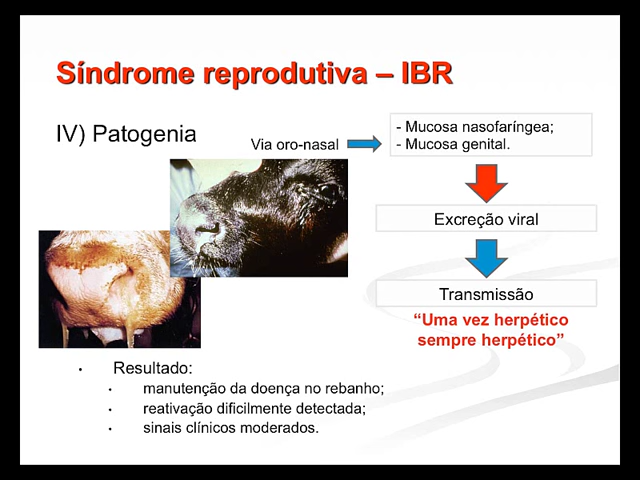 Síndrome reprodutiva – IBR
IV) Patogenia
Via oro-nasal
- Mucosa nasofaríngea;
- Mucosa genital.
Excreção viral
Transmissão
“Uma vez herpético
sempre herpético”
• Resultado:
• manutenção da doença no rebanho;
• reativação dificilmente detectada;
• sinais clínicos moderados.